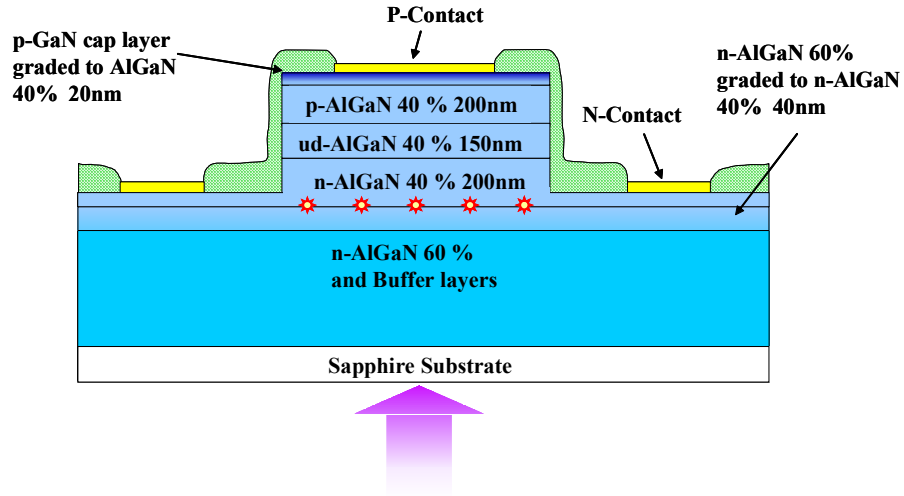 P-Contact
p-GaN cap layer
graded to AlGaN
40% 20nm
n-AlGaN 60%
graded to n-AlGaN
40% 40nm
N-Contact
p-AlGaN 40 % 200nm
ud-AlGaN 40 % 150nm
n-AlGaN 40 % 200nm
n-AlGaN 60 %
and Buffer layers
Sapphire Substrate